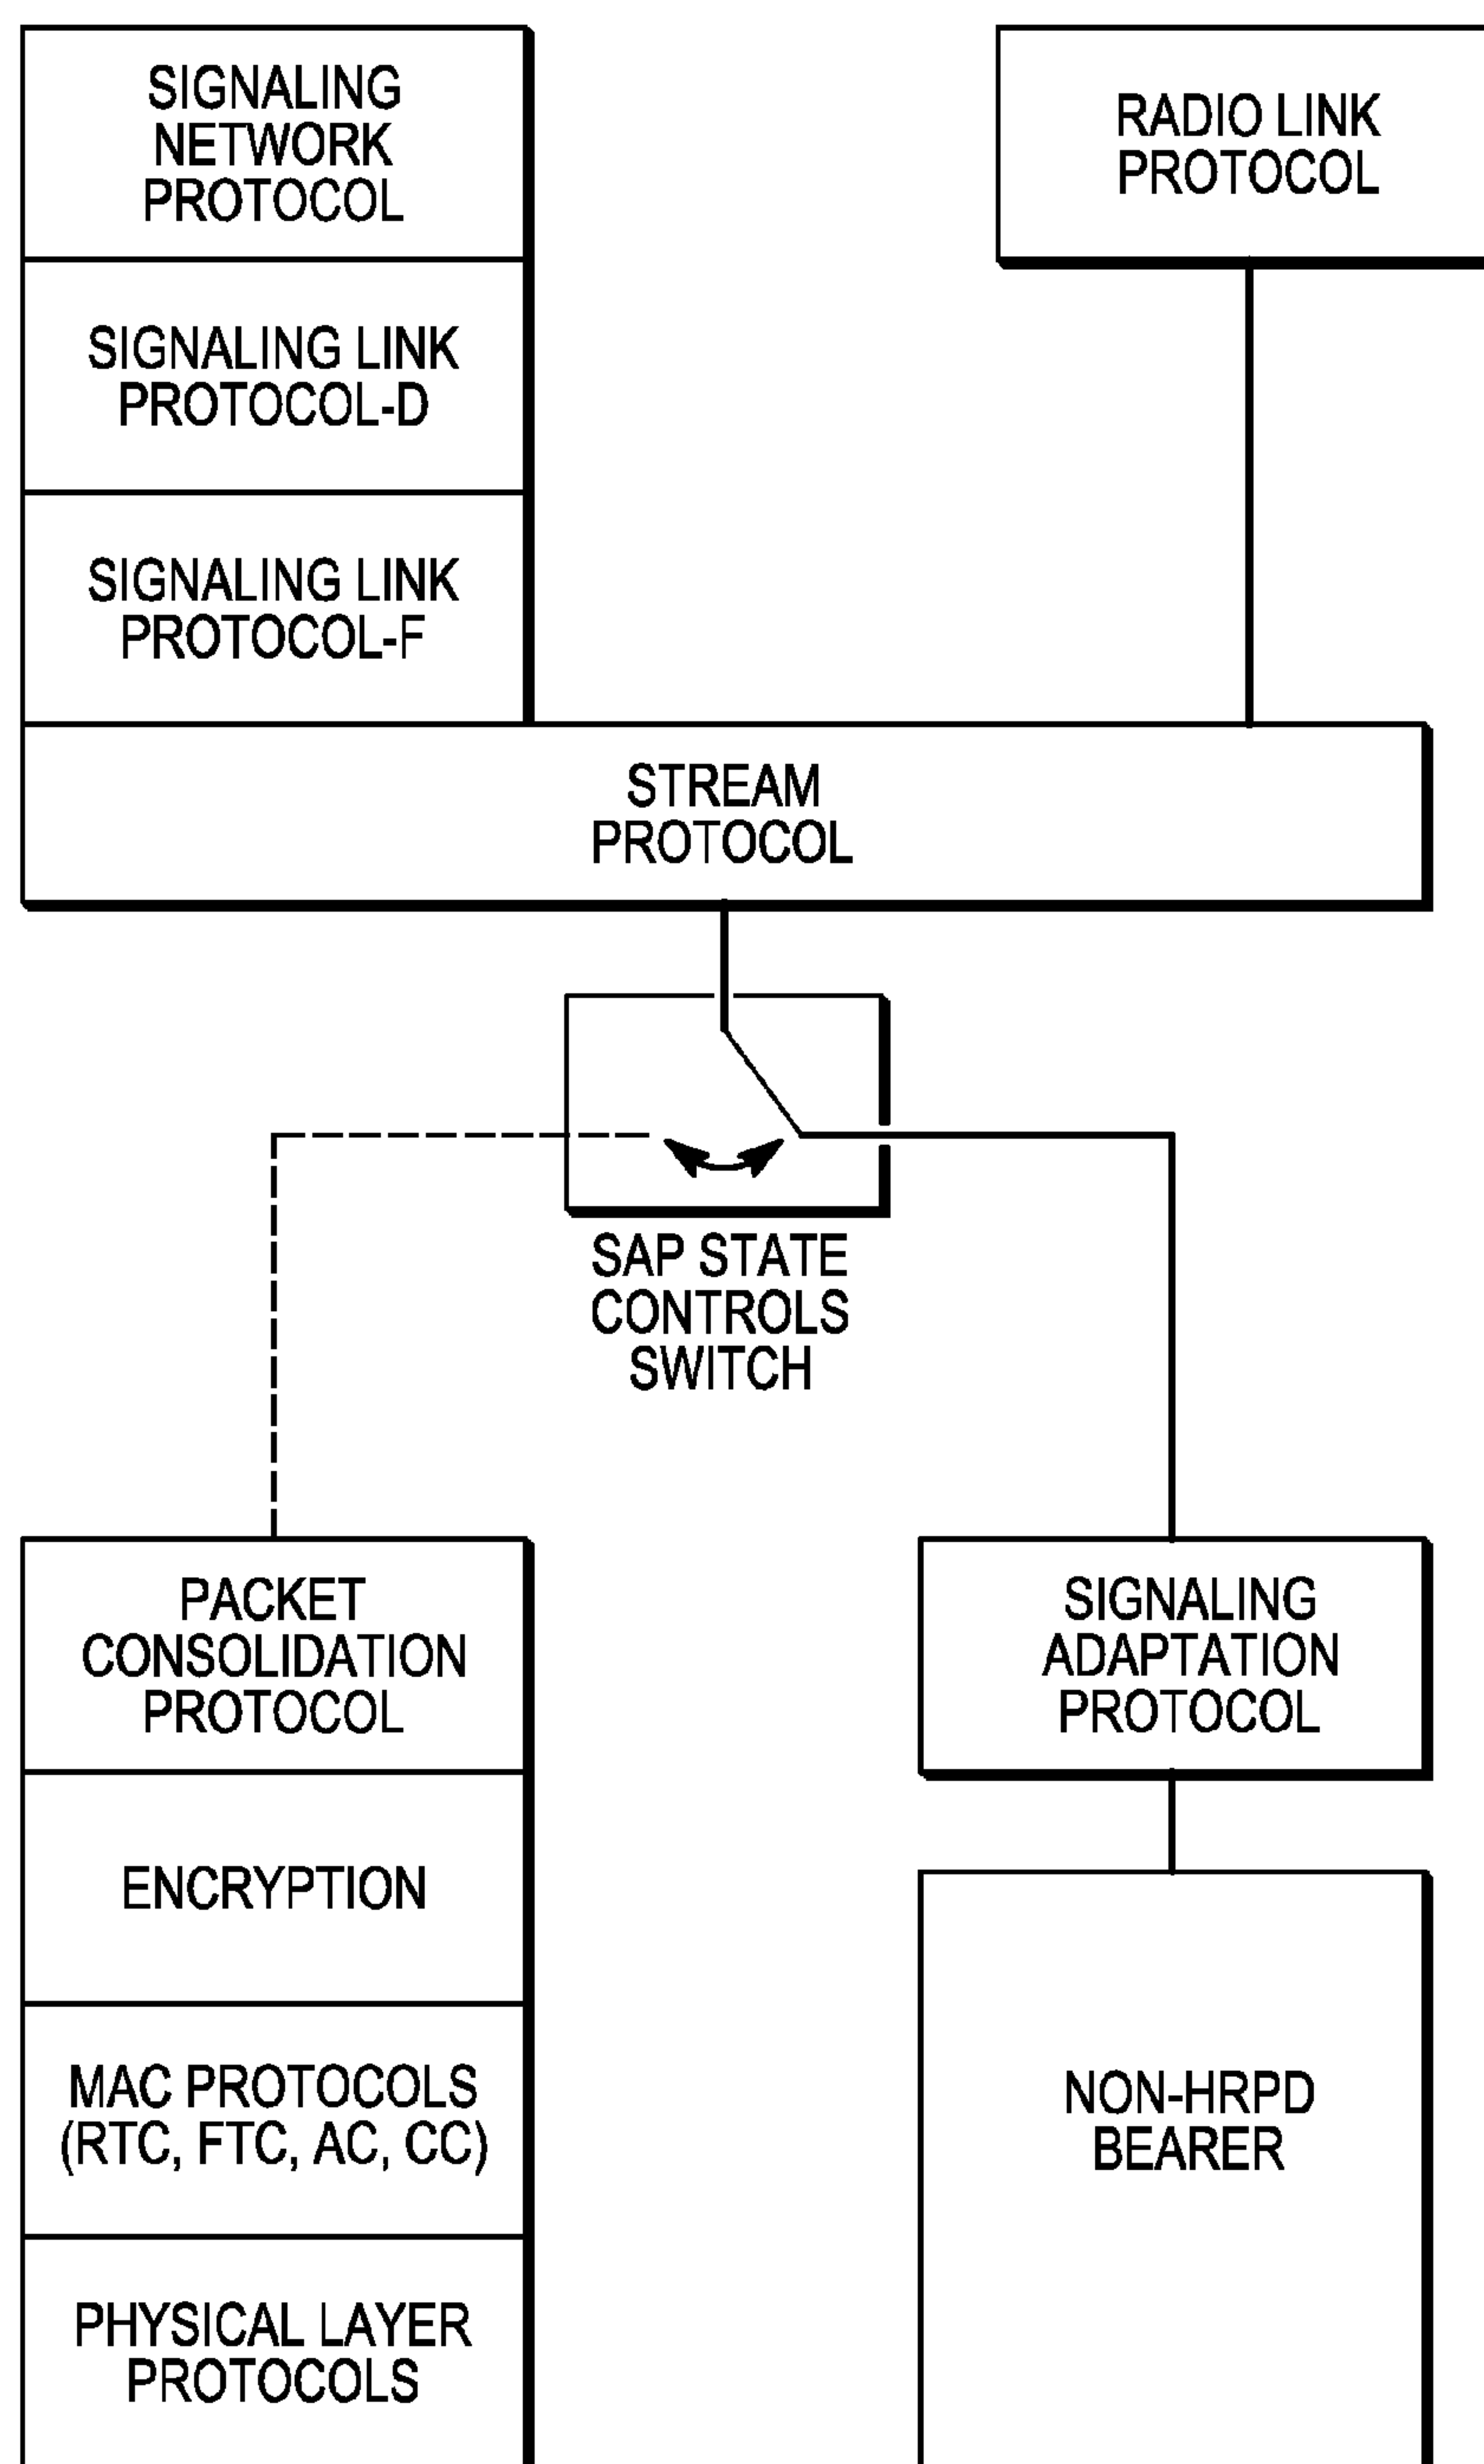 SIGNALING
NETWORK
PROTOCOL
RADIO LINK
PROTOCOL
SIGNALING LINK
PROTOCOL-D
SIGNALING LINK
PROTOCOL-F
STREAM
PROTOCOL
SAP STATE
CONTROLS
SWITCH
PACKET
CONSOLIDATION
PROTOCOL
SIGNALING
ADAPTATION
PROTOCOL
ENCRYPTION
MAC PROTOCOLS
(RTC, FTC, AC, CC)
NON-HRPD
BEARER
PHYSICAL LAYER
PROTOCOLS